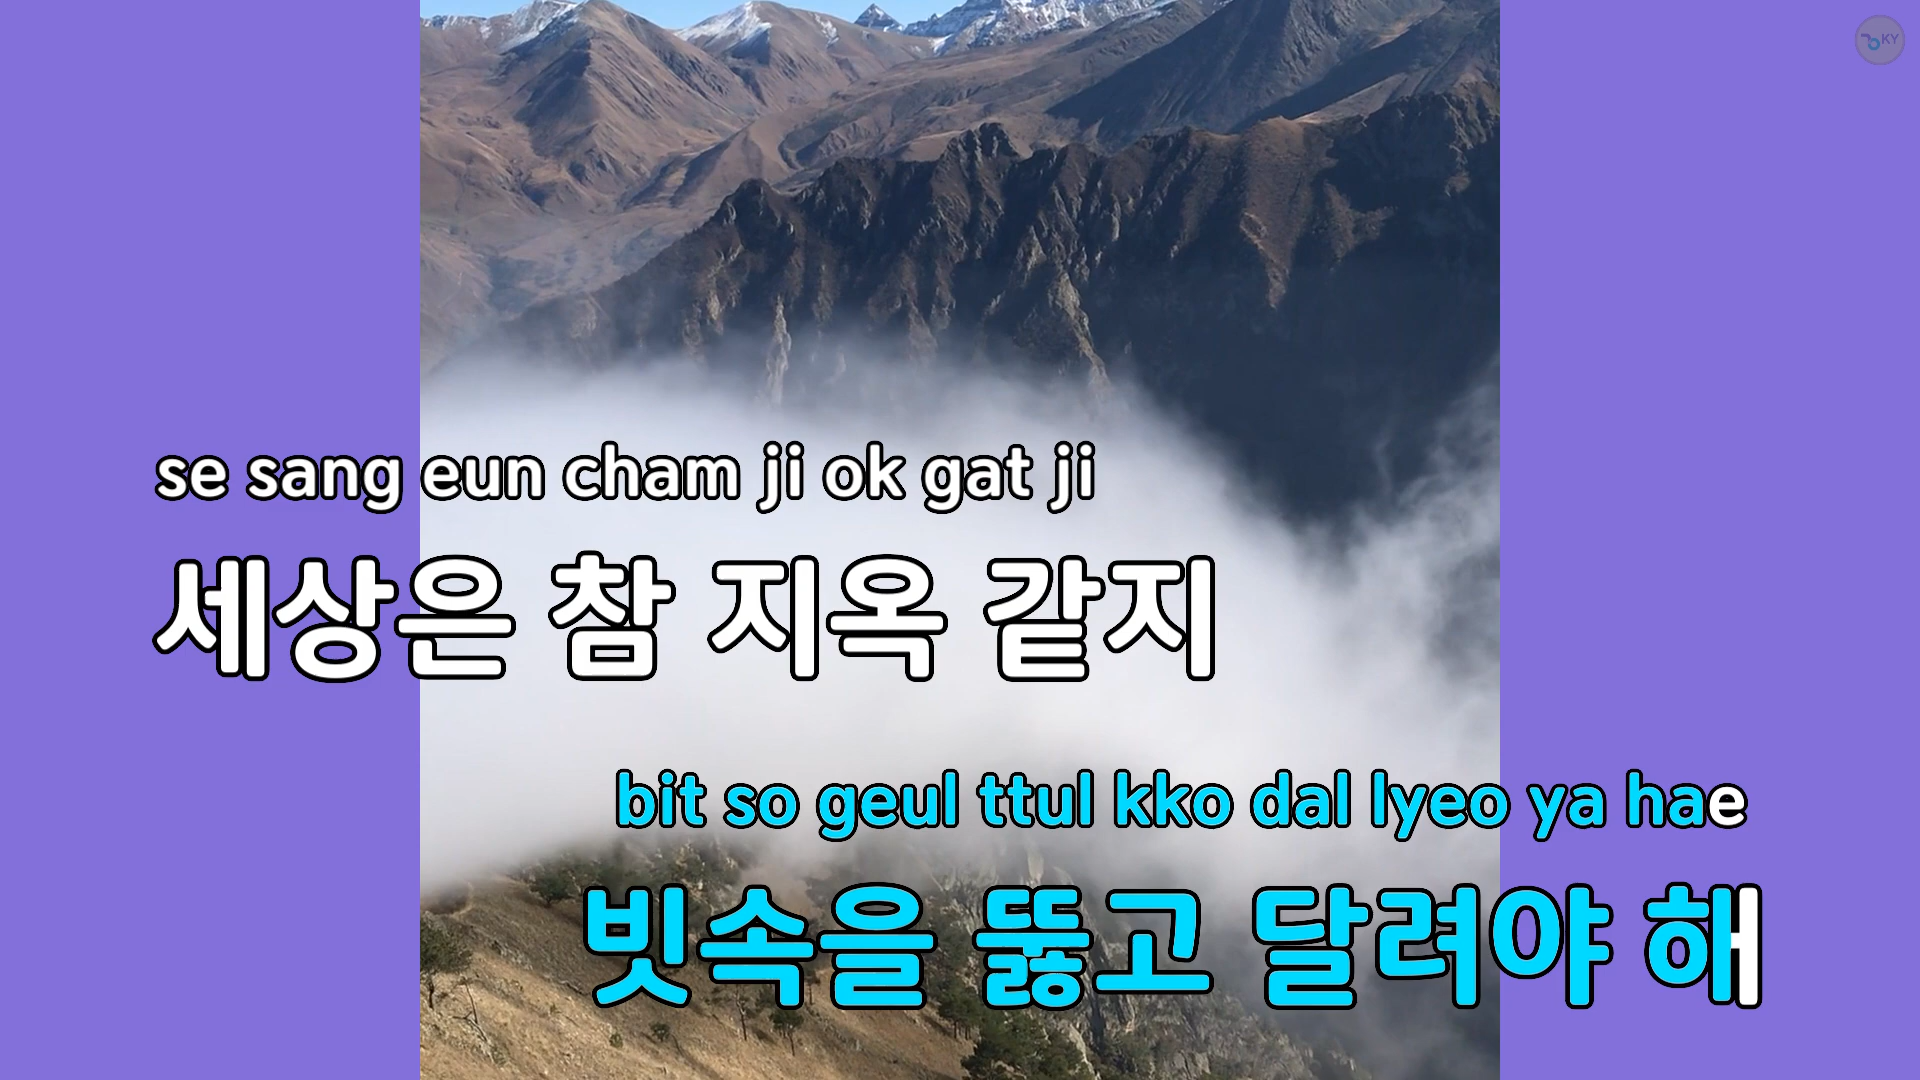 KY
se sang eun cham ji ok gat ji
세상은 참 지옥 같지
bit so geul ttul kko dal lyeo ya hae
빗속을 뚫고 달려야 해